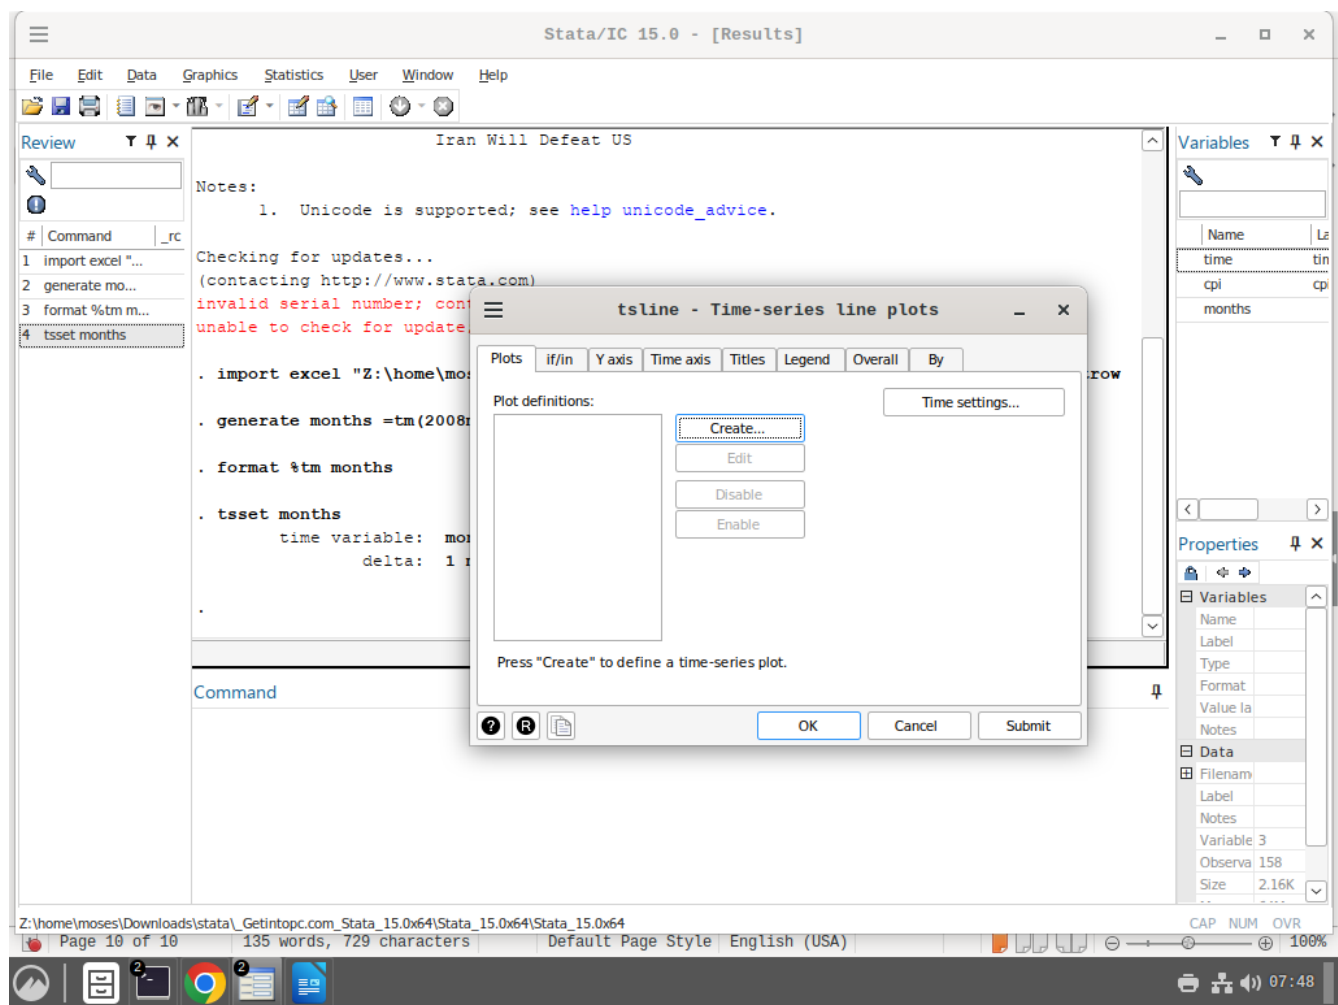 Stata/IC 15.0 - [Results]
File Edit Data Graphics Statistics User Window Help
Review
# Command _rc
1 import excel "...
2 generate mo...
3 format %tm m...
4 tsset months
Iran Will Defeat US
Notes:
1. Unicode is supported; see help unicode_advice.
Checking for updates...
(contacting http://www.stata.com)
invalid serial number; cont
unable to check for update
. import excel "Z:\home\mos
row
. generate months =tm(2008m
. format %tm months
. tsset months
time variable: mon
delta: 1 m
.
Command
tsline - Time-series line plots
Plots if/in Y axis Time axis Titles Legend Overall By
Plot definitions:
Time settings...
Create...
Edit
Disable
Enable
Press "Create" to define a time-series plot.
? R
OK Cancel Submit
Variables
Name La
time tim
cpi cpi
months
Properties
Variables
Name
Label
Type
Format
Value la
Notes
Data
Filenam
Label
Notes
Variable 3
Observa 158
Size 2.16K
Z:\home\moses\Downloads\stata\_Getintopc.com_Stata_15.0x64\Stata_15.0x64\Stata_15.0x64
CAP NUM OVR
Page 10 of 10 135 words, 729 characters Default Page Style English (USA) 100%
2 2 07:48